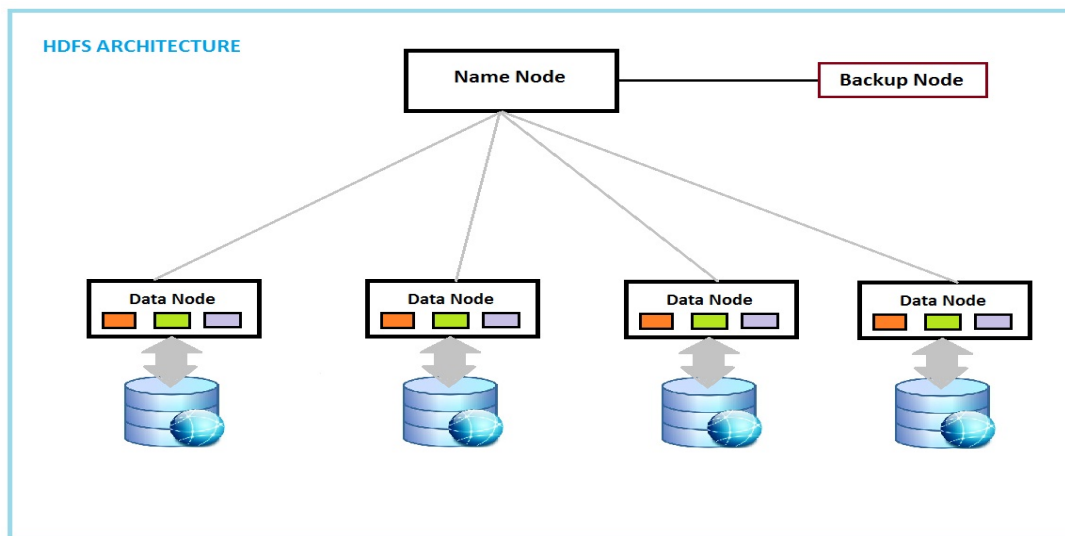 HDFS ARCHITECTURE
Name Node
Backup Node
Data Node
Data Node
Data Node
Data Node